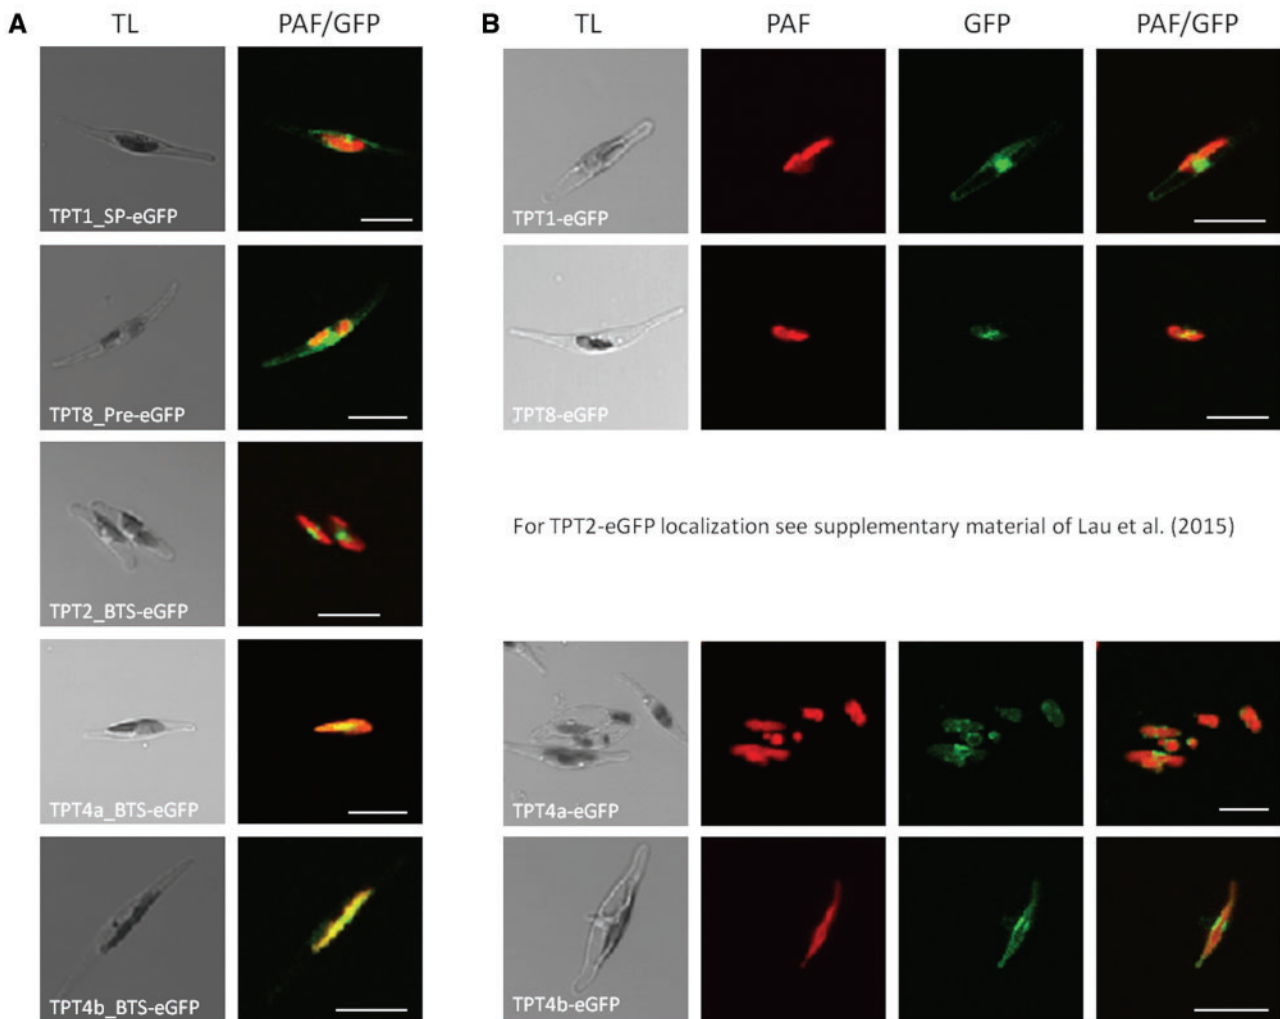 A
TL
PAF/GFP
TPT1_SP-eGFP
TPT8_Pre-eGFP
TPT2_BTS-eGFP
TPT4a_BTS-eGFP
TPT4b_BTS-eGFP
B
TL
PAF
GFP
PAF/GFP
TPT1-eGFP
TPT8-eGFP
For TPT2-eGFP localization see supplementary material of Lau et al. (2015)
TPT4a-eGFP
TPT4b-eGFP